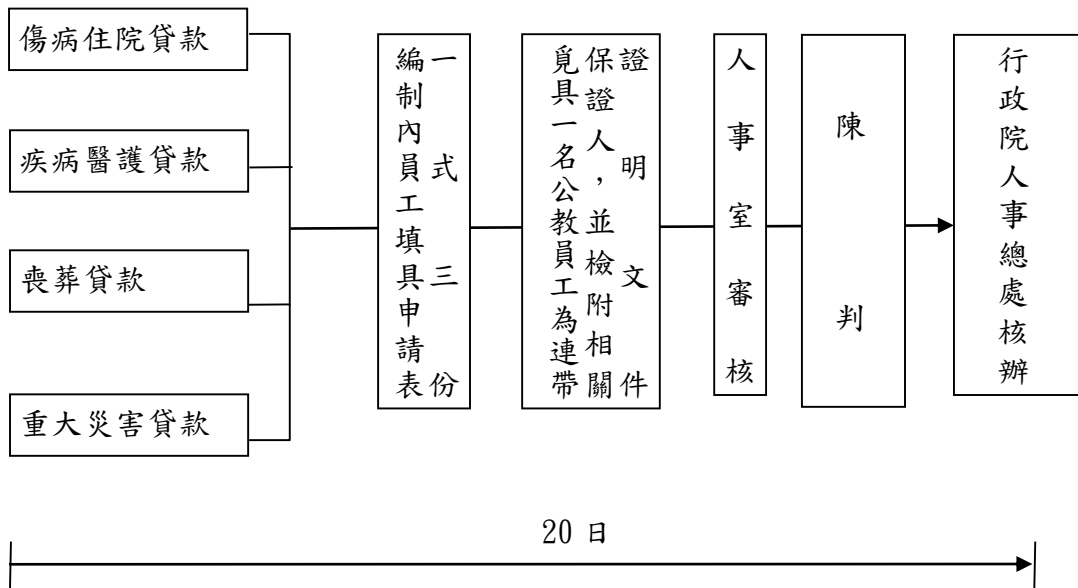 傷病住院貸款
疾病醫護貸款
喪葬貸款
重大災害貸款
編制內員工填具申請表
一式三份
覓具一名公教員工為連帶
保證人，並檢附相關
證明文件
人事室審核
陳判
行政院人事總處核辦
20 日